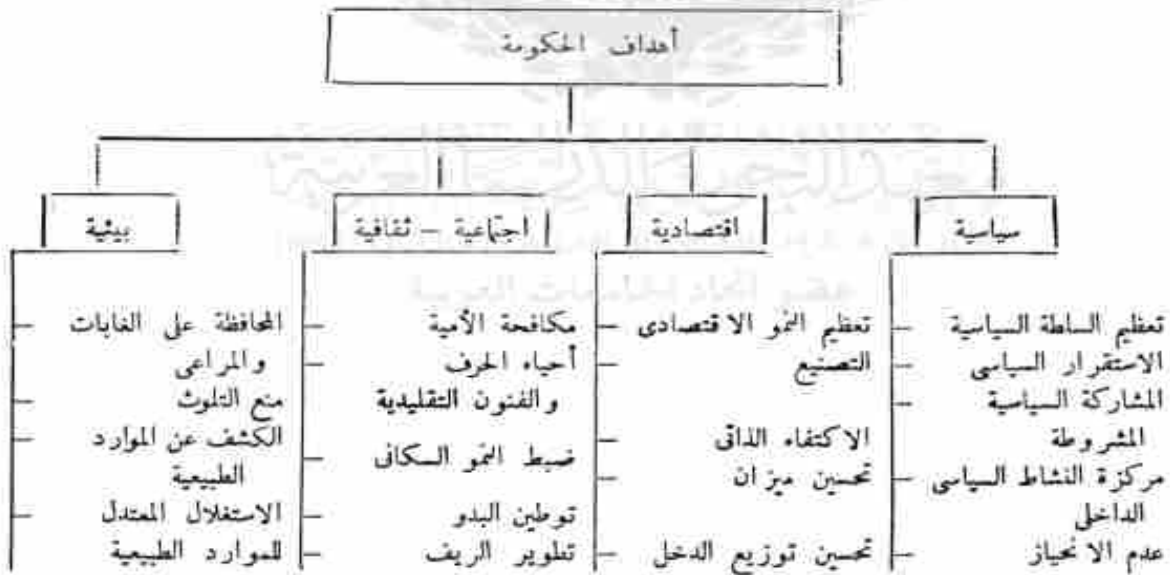 أهداف الحكومة
سياسية
تعظيم السلطة السياسية
الاستقرار السياسى
المشاركة السياسية
المشروطة
مركزة النشاط السياسى
الداخلى
عدم الانحياز
اقتصادية
تعظيم النمو الاقتصادى
التصنيع
الاكتفاء الذاتى
تحسين ميزان
تحسين توزيع الدخل
اجتماعية – ثقافية
مكافحة الأمية
أحياء الحرف
والفنون التقليدية
ضبط النمو السكانى
توطين البدو
تطوير الريف
بيئية
المحافظة على الغابات
والمراعى
منع التلوث
الكشف عن الموارد
الطبيعية
الاستغلال المعتدل
للموارد الطبيعية